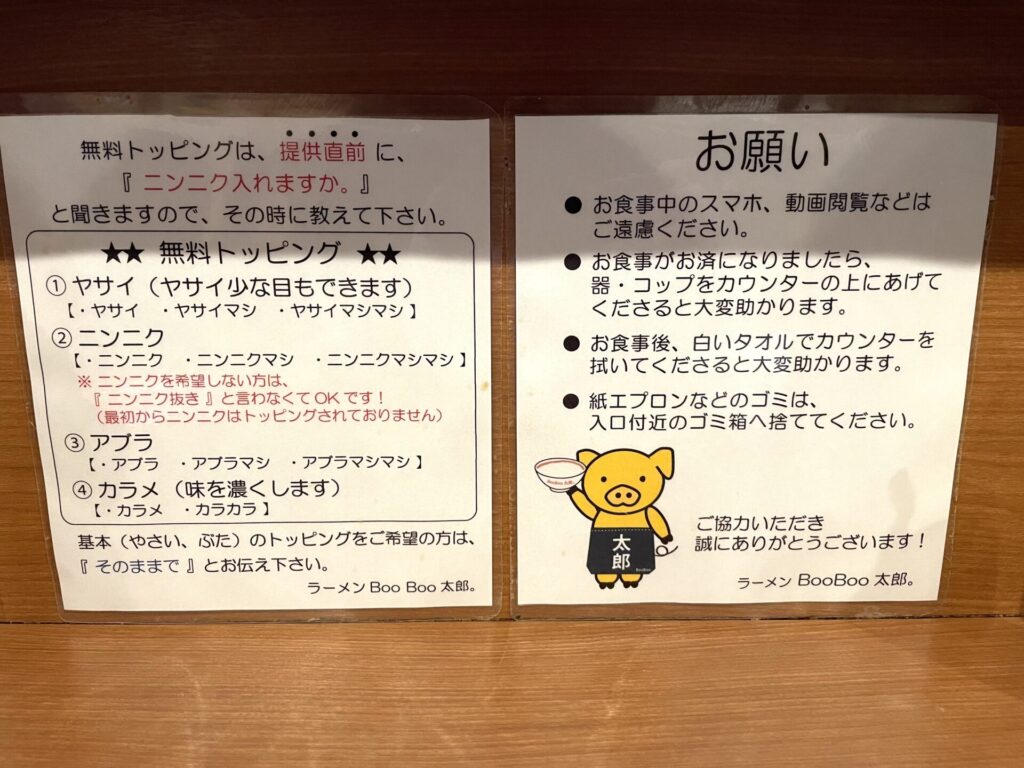 無料トッピングは、提供直前 に、
『 ニンニク入れますか。』
と聞きますので、その時に教えて下さい。
★★ 無料トッピング ★★
① ヤサイ（ヤサイ少な目もできます）
【・ヤサイ ・ヤサイマシ ・ヤサイマシマシ 】
② ニンニク
【・ニンニク ・ニンニクマシ ・ニンニクマシマシ 】
※ ニンニクを希望しない方は、
『 ニンニク抜き 』と言わなくて OK です！
（最初からニンニクはトッピングされておりません）
③ アブラ
【・アブラ ・アブラマシ ・アブラマシマシ 】
④ カラメ（味を濃くします）
【・カラメ ・カラカラ 】
基本（やさい、ぶた）のトッピングをご希望の方は、
『 そのままで 』とお伝え下さい。
ラーメン Boo Boo 太郎。
お願い
● お食事中のスマホ、動画閲覧などは
ご遠慮ください。
● お食事がお済になりましたら、
器・コップをカウンターの上にあげて
くださると大変助かります。
● お食事後、白いタオルでカウンターを
拭いてくださると大変助かります。
● 紙エプロンなどのゴミは、
入口付近のゴミ箱へ捨ててください。
BooBoo 太郎.
太郎
BooBoo
ご協力いただき
誠にありがとうございます！
ラーメン BooBoo 太郎。